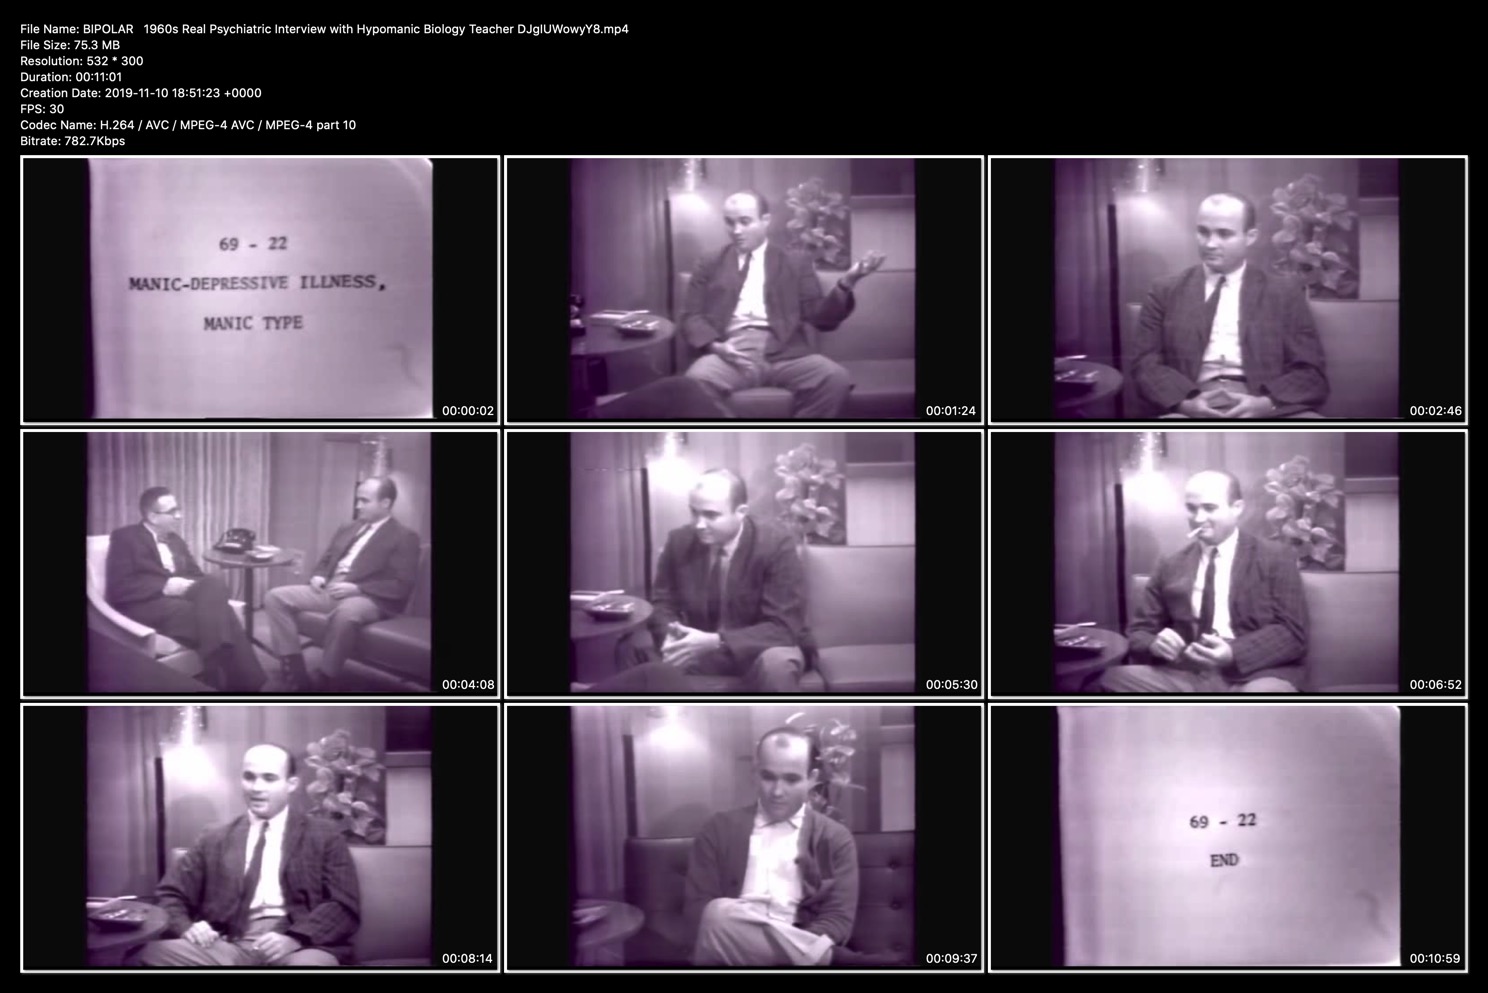 File Name: BIPOLAR   1960s Real Psychiatric Interview with Hypomanic Biology Teacher DJgIUWowyY8.mp4
File Size: 75.3 MB
Resolution: 532 * 300
Duration: 00:11:01
Creation Date: 2019-11-10 18:51:23 +0000
FPS: 30
Codec Name: H.264 / AVC / MPEG-4 AVC / MPEG-4 part 10
Bitrate: 782.7Kbps
69 - 22
MANIC-DEPRESSIVE ILLNESS,
MANIC TYPE
00:00:02
00:01:24
00:02:46
00:04:08
00:05:30
00:06:52
00:08:14
00:09:37
69 - 22
END
00:10:59